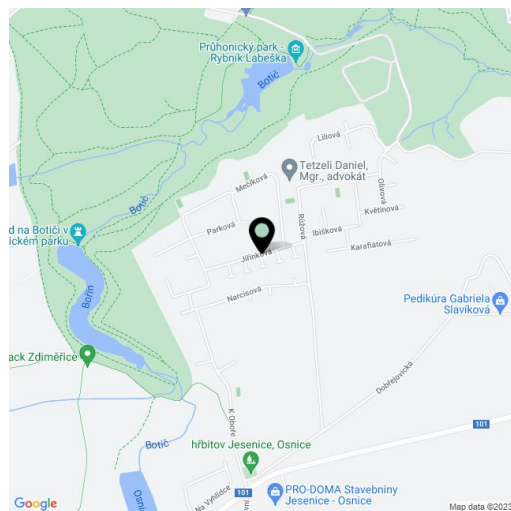 Průhonický park -
Rybník Labeška
Botič
Liliová
Tetzeli Daniel,
Mgr., advokát
Mečíková
Olivová
Botič
Květinová
Parková
Růžová
Ibišková
d na Botiči v
nickém parku
Karafiátová
Jiřinková
Bořín
Narcisová
Pedikúra Gabriela
Slavíková
ack Zdiměřice
Dobřejovická
K Oboře
101
Botič
hřbitov Jesenice, Osnice
Na Vyhlídce
101
PRO-DOMA Stavebniny
Jesenice - Osnice
Osni
Google
Map data ©2023